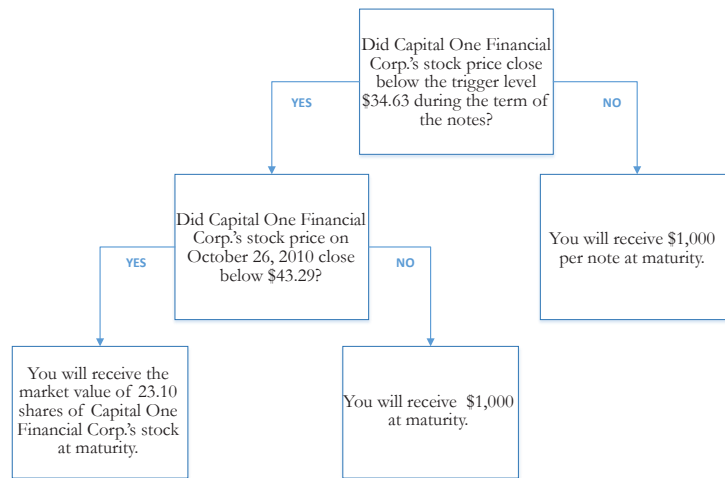 Did Capital One Financial
Corp.'s stock price close
below the trigger level
$34.63 during the term of
the notes?
YES
NO
Did Capital One Financial
Corp.'s stock price on
October 26, 2010 close
below $43.29?
You will receive $1,000
per note at maturity.
YES
NO
You will receive the
market value of 23.10
shares of Capital One
Financial Corp.'s stock
at maturity.
You will receive $1,000
at maturity.